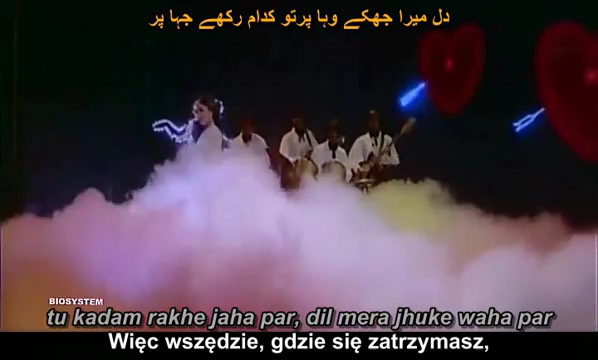 دل میرا جھکے وہا پرتو کدام رکھے جہا پر
BIOSYSTEM
tu kadam rakhe jaha par, dil mera jhuke waha par
Więc wszędzie, gdzie się zatrzymasz,